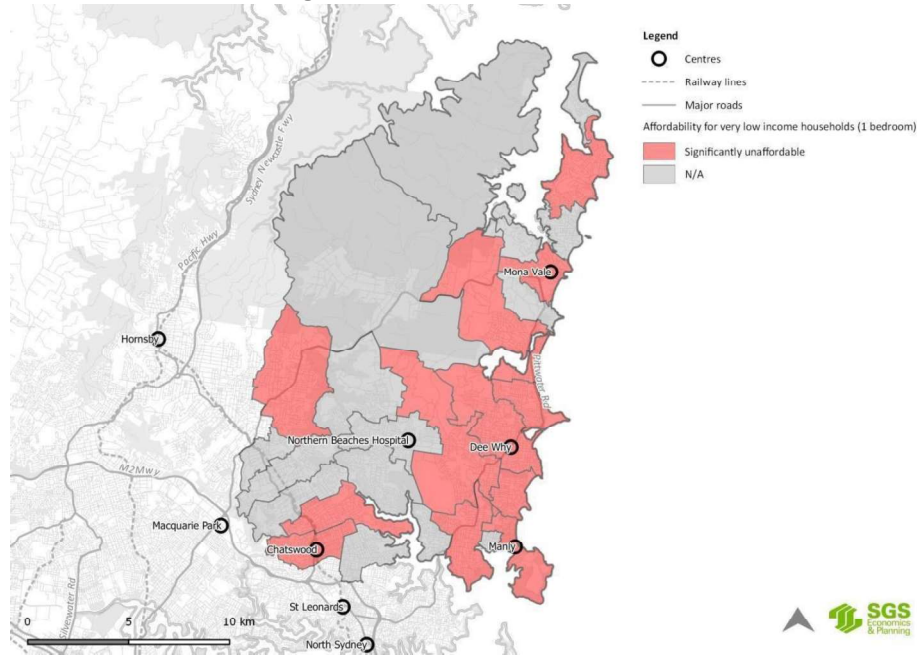 Legend
Centres
Railway lines
Major roads
Affordability for very low income households (1 bedroom)
Significantly unaffordable
N/A
Sydney Newcastle Fwy
Pacific Hwy
Mona Vale
Hornsby
Pittwater Rd
Northern Beaches Hospital
Dee Why
M2Mwy
Macquarie Park
Chatswood
Manly
Silverwater Rd
St Leonards
0
5
10 km
North Sydney
SGS
Economics
& Planning